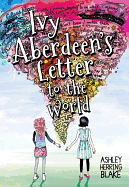 Ivy
Aberdeen's
Letter
to the
World
ASHLEY
HERRING
BLAKE